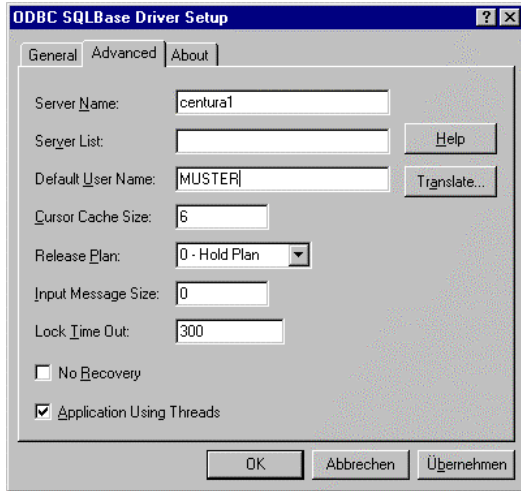 ODBC SQLBase Driver Setup
General Advanced About
Server Name: centura1
Server List: Help
Default User Name: MUSTER Translate...
Cursor Cache Size: 6
Release Plan: 0 - Hold Plan
Input Message Size: 0
Lock Time Out: 300
No Recovery
Application Using Threads
OK Abbrechen Übernehmen